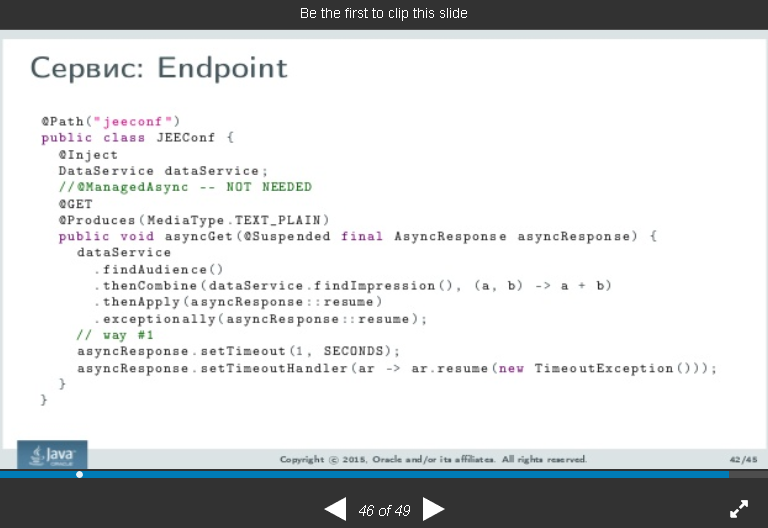 Be the first to clip this slide
Сервис: Endpoint
@Path("jeeconf")
public class JEEConf {
@Inject
DataService dataService;
//@ManagedAsync -- NOT NEEDED
@GET
@Produces(MediaType.TEXT_PLAIN)
public void asyncGet(@Suspended final AsyncResponse asyncResponse) {
dataService
.findAudience()
.thenCombine(dataService.findImpression(), (a, b) -> a + b)
.thenApply(asyncResponse::resume)
.exceptionally(asyncResponse::resume);
// way #1
asyncResponse.setTimeout(1, SECONDS);
asyncResponse.setTimeoutHandler(ar -> ar.resume(new TimeoutException()));
}
}
Java
ORACLE
Copyright © 2015, Oracle and/or its affiliates. All rights reserved.
42/45
46 of 49